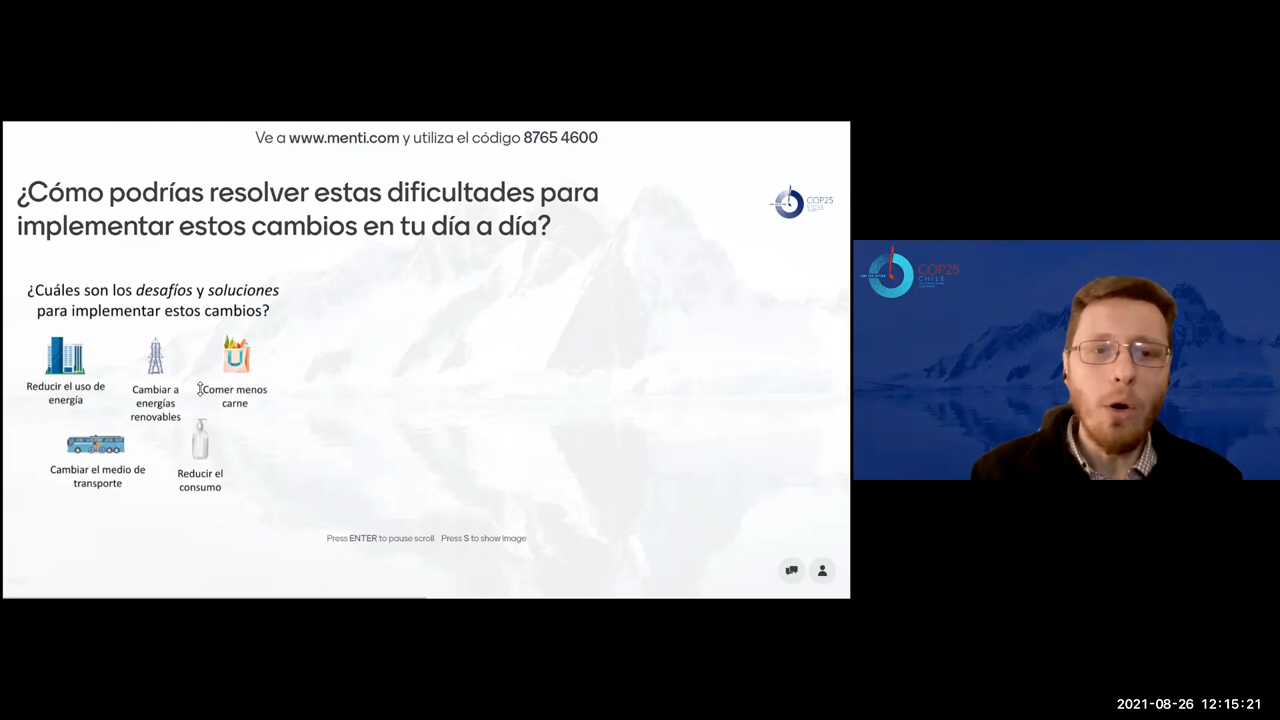 Ve a www.menti.com y utiliza el código 8765 4600
¿Cómo podrías resolver estas dificultades para
implementar estos cambios en tu día a día?
COP25
CHILE
¿Cuáles son los desafíos y soluciones
para implementar estos cambios?
Reducir el uso de
energía
Cambiar a
energías
renovables
Comer menos
carne
Cambiar el medio de
transporte
Reducir el
consumo
Press ENTER to pause scroll Press S to show image
COP25
CHILE
2021-08-26 12:15:21